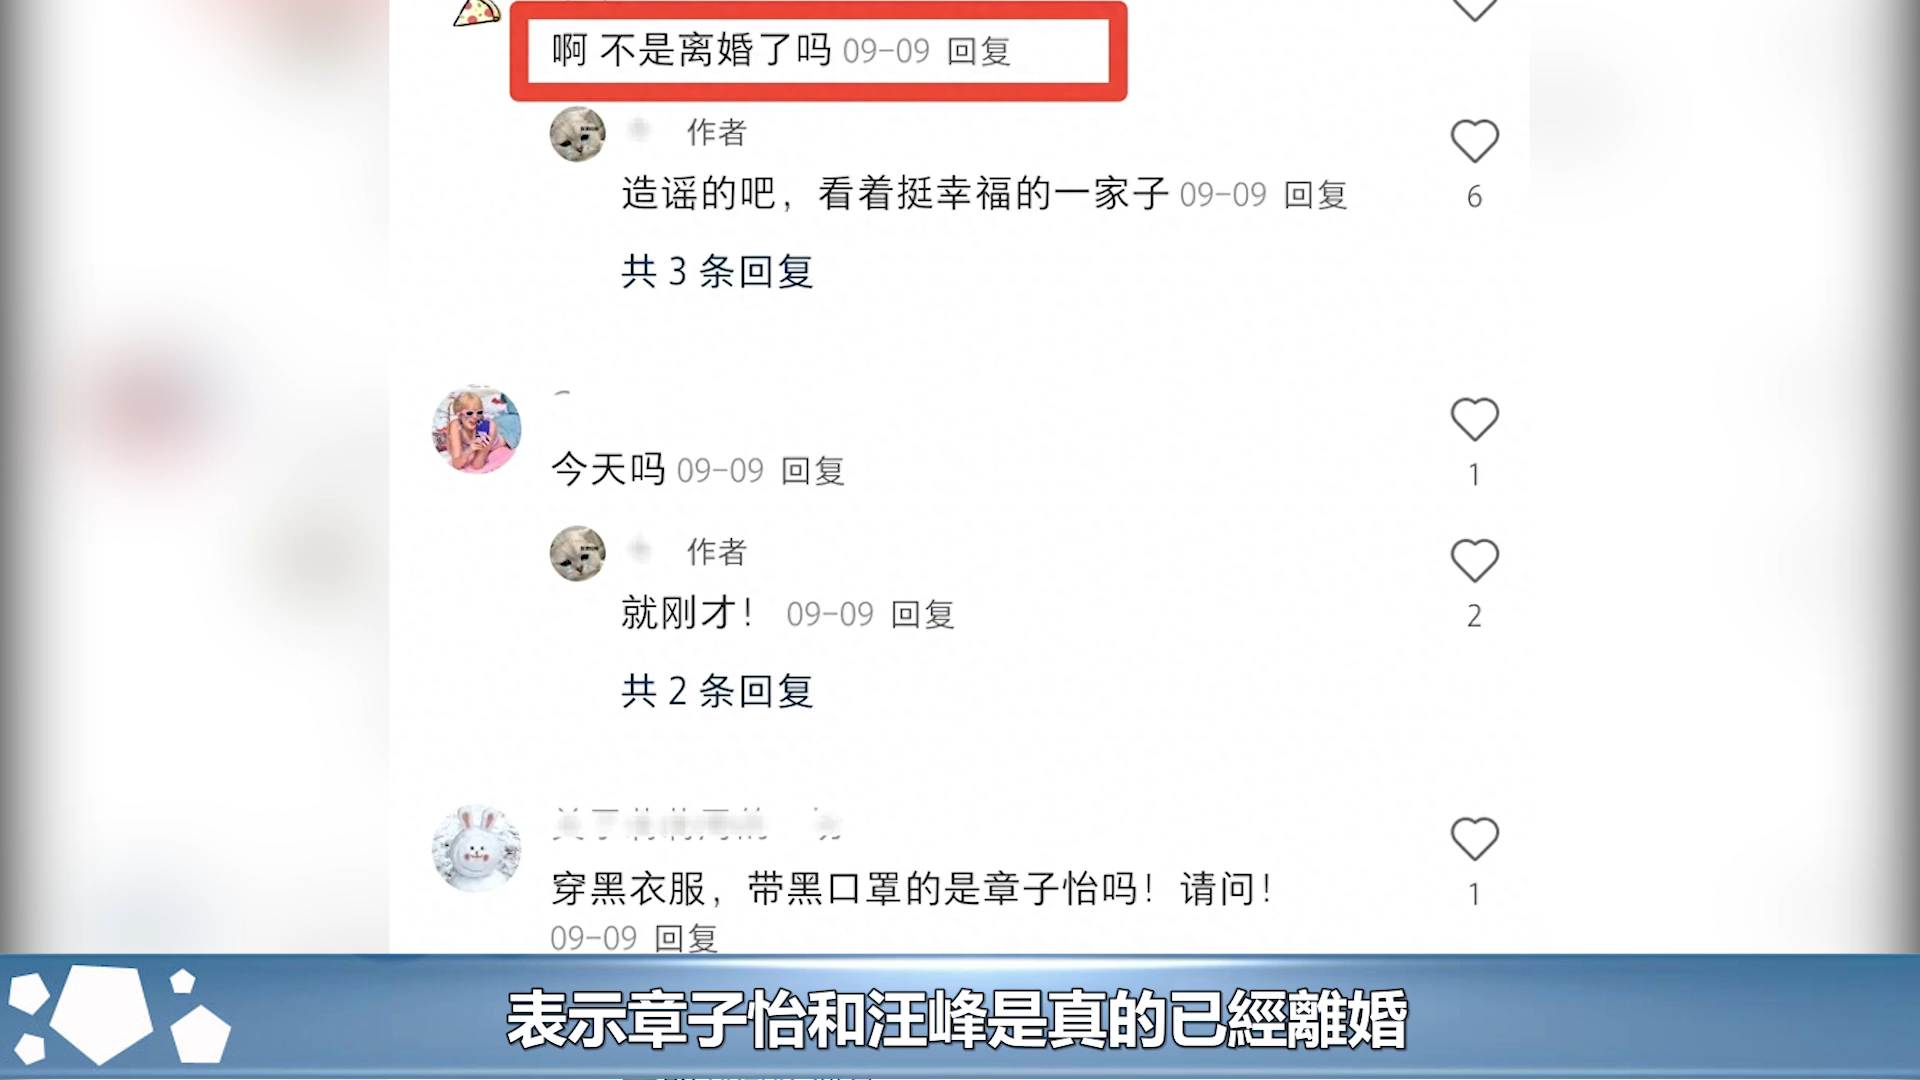 啊 不是离婚了吗 09-09 回复
作者
造谣的吧，看着挺幸福的一家子 09-09 回复
6
共 3 条回复
今天吗 09-09 回复
1
作者
就刚才！ 09-09 回复
2
共 2 条回复
穿黑衣服，带黑口罩的是章子怡吗！请问！
1
09-09 回复
表示章子怡和汪峰是真的已經離婚